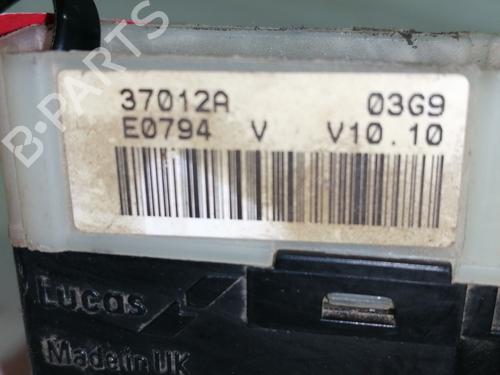 37012A 03G9
E0794 V V10.10
Lucas
Made in UK
B-PARTS